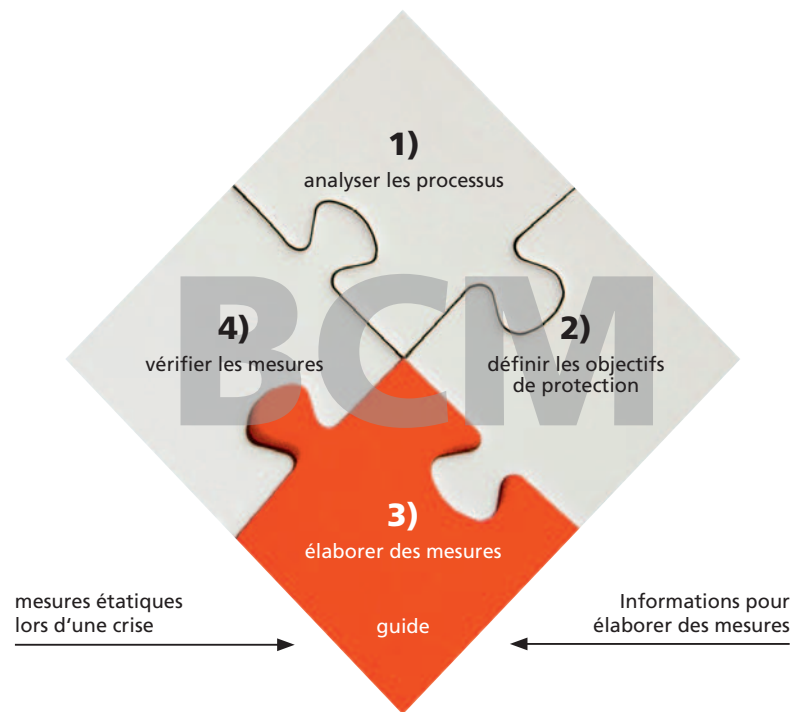 1)
analyser les processus
BCM
4)
vérifier les mesures
2)
définir les objectifs
de protection
3)
élaborer des mesures
guide
mesures étatiques
lors d'une crise
Informations pour
élaborer des mesures